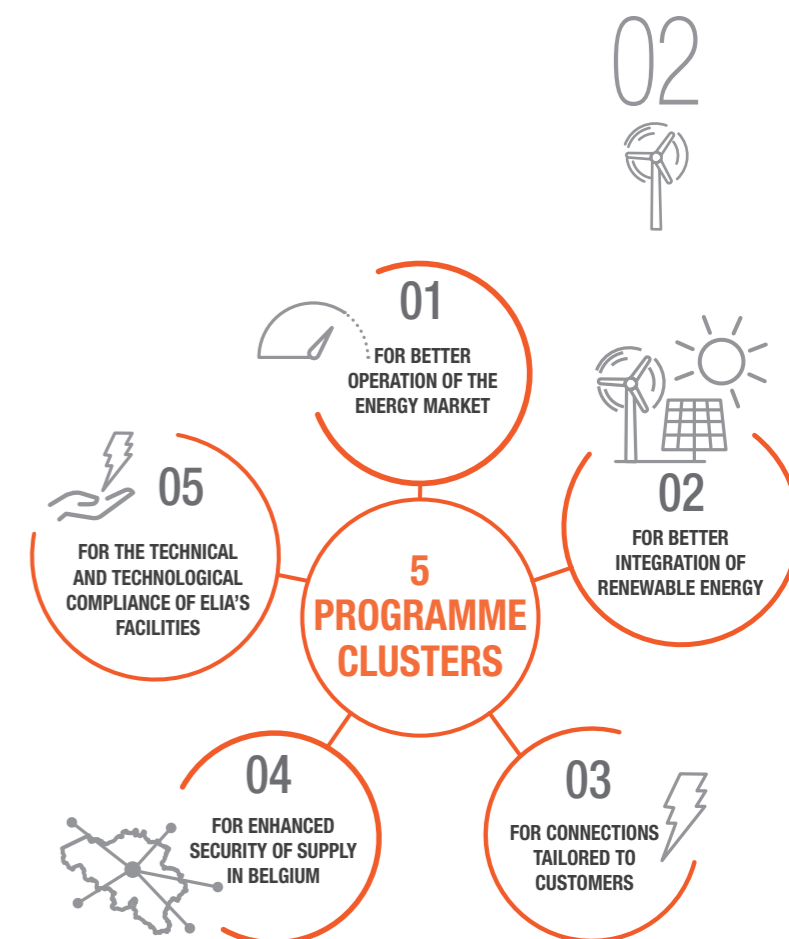 02
01
FOR BETTER
OPERATION OF THE
ENERGY MARKET
02
FOR BETTER
INTEGRATION OF
RENEWABLE ENERGY
05
FOR THE TECHNICAL
AND TECHNOLOGICAL
COMPLIANCE OF ELIA'S
FACILITIES
5
PROGRAMME
CLUSTERS
04
FOR ENHANCED
SECURITY OF SUPPLY
IN BELGIUM
03
FOR CONNECTIONS
TAILORED TO
CUSTOMERS